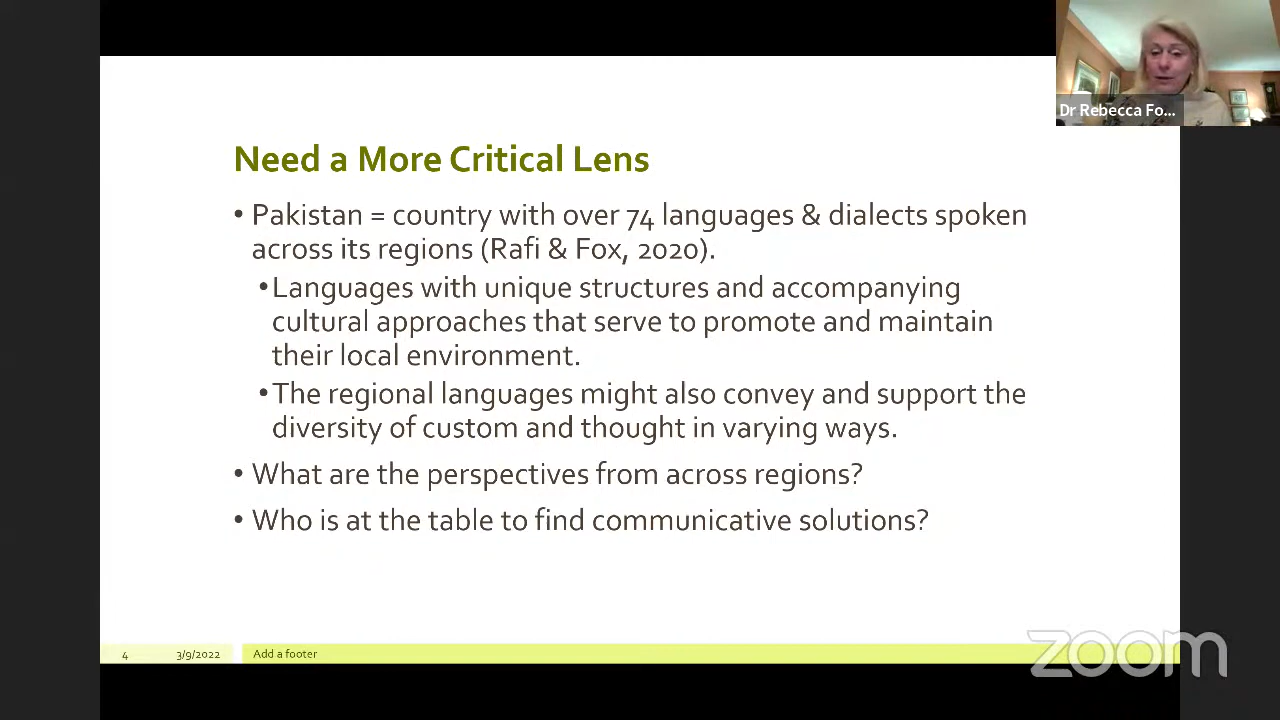 Dr Rebecca Fo...
Need a More Critical Lens
• Pakistan = country with over 74 languages & dialects spoken
across its regions (Rafi & Fox, 2020).
•Languages with unique structures and accompanying
cultural approaches that serve to promote and maintain
their local environment.
•The regional languages might also convey and support the
diversity of custom and thought in varying ways.
• What are the perspectives from across regions?
• Who is at the table to find communicative solutions?
4 3/9/2022 Add a footer
zoom